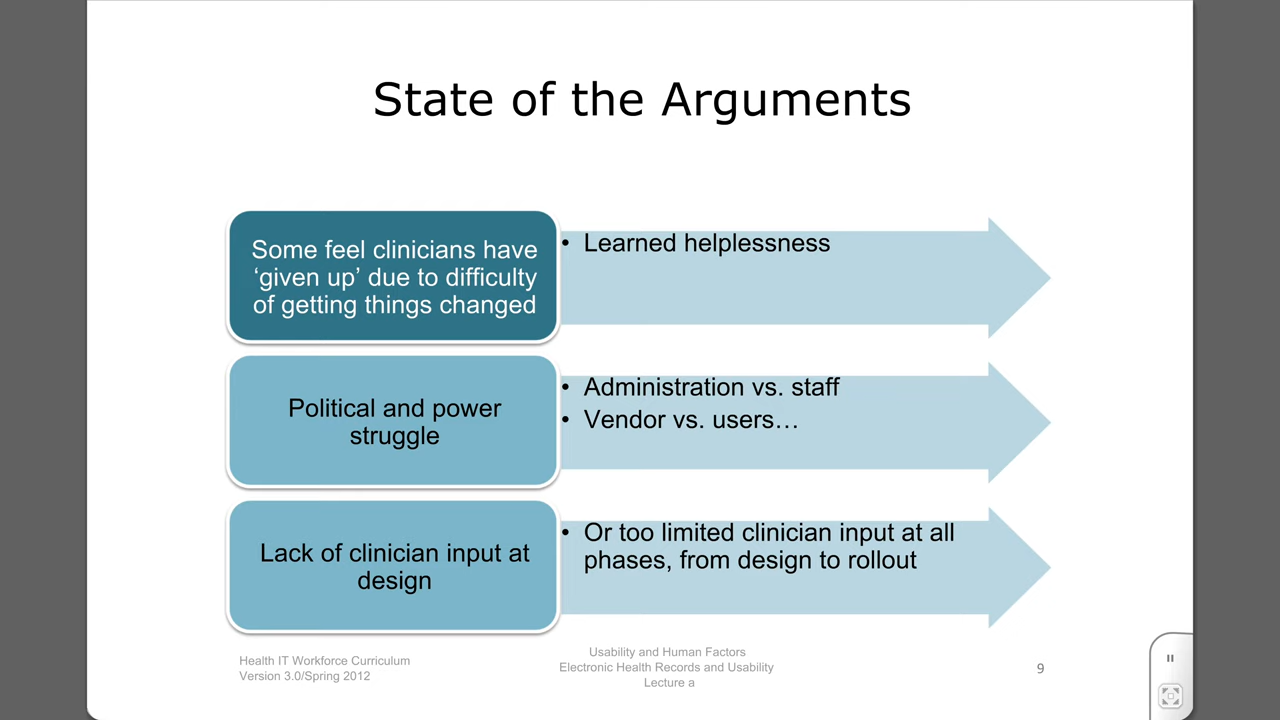 State of the Arguments
Some feel clinicians have
‘given up’ due to difficulty
of getting things changed
• Learned helplessness
Political and power
struggle
• Administration vs. staff
• Vendor vs. users…
Lack of clinician input at
design
• Or too limited clinician input at all
phases, from design to rollout
Health IT Workforce Curriculum
Version 3.0/Spring 2012
Usability and Human Factors
Electronic Health Records and Usability
Lecture a
9